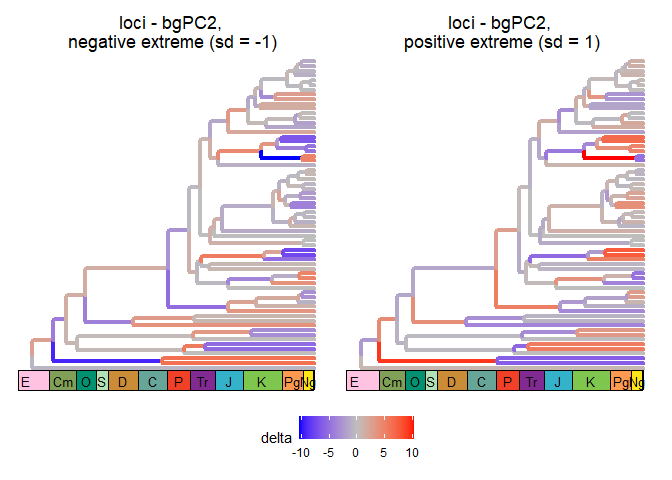 loci - bgPC2,
negative extreme (sd = -1)
loci - bgPC2,
positive extreme (sd = 1)
E Cm O S D C P Tr J K Pg Ng
E Cm O S D C P Tr J K Pg Ng
delta
-10 -5 0 5 10